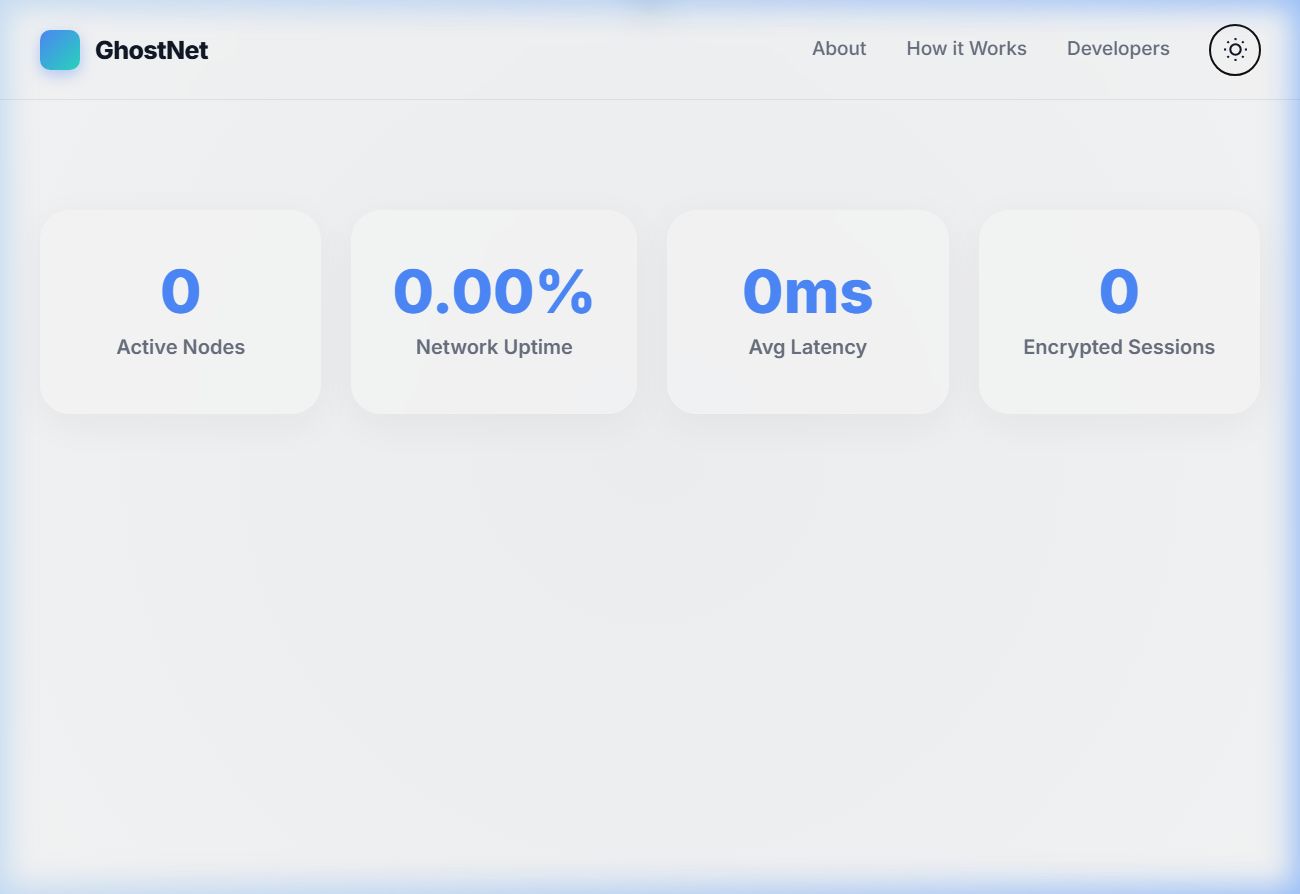 GhostNet
About
How it Works
Developers
0
Active Nodes
0.00%
Network Uptime
0ms
Avg Latency
0
Encrypted Sessions